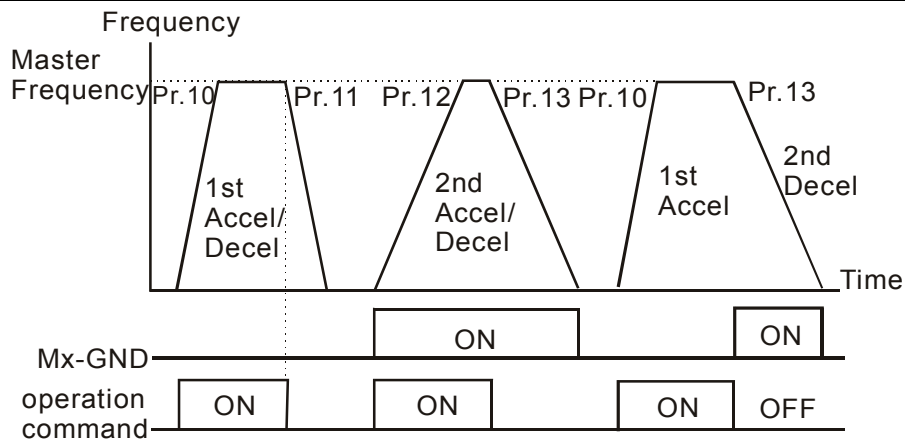 Frequency
Master
Frequency
Pr.10
Pr.11
Pr.12
Pr.13
Pr.10
Pr.13
1st
Accel/
Decel
2nd
Accel/
Decel
1st
Accel
2nd
Decel
Time
Mx-GND
ON
ON
operation
command
ON
ON
ON
OFF